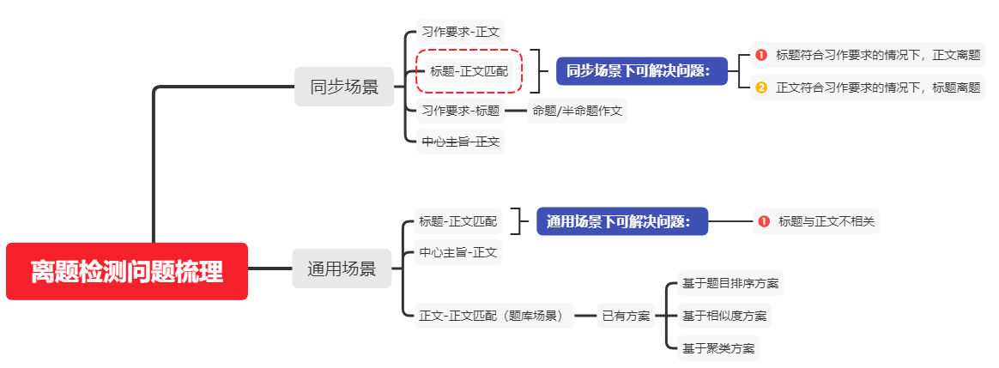 离题检测问题梳理
同步场景
习作要求-正文
标题-正文匹配
习作要求-标题
命题/半命题作文
中心主旨-正文
同步场景下可解决问题：
1 标题符合习作要求的情况下，正文离题
2 正文符合习作要求的情况下，标题离题
通用场景
标题-正文匹配
通用场景下可解决问题：
1 标题与正文不相关
中心主旨-正文
正文-正文匹配（题库场景）
已有方案
基于题目排序方案
基于相似度方案
基于聚类方案